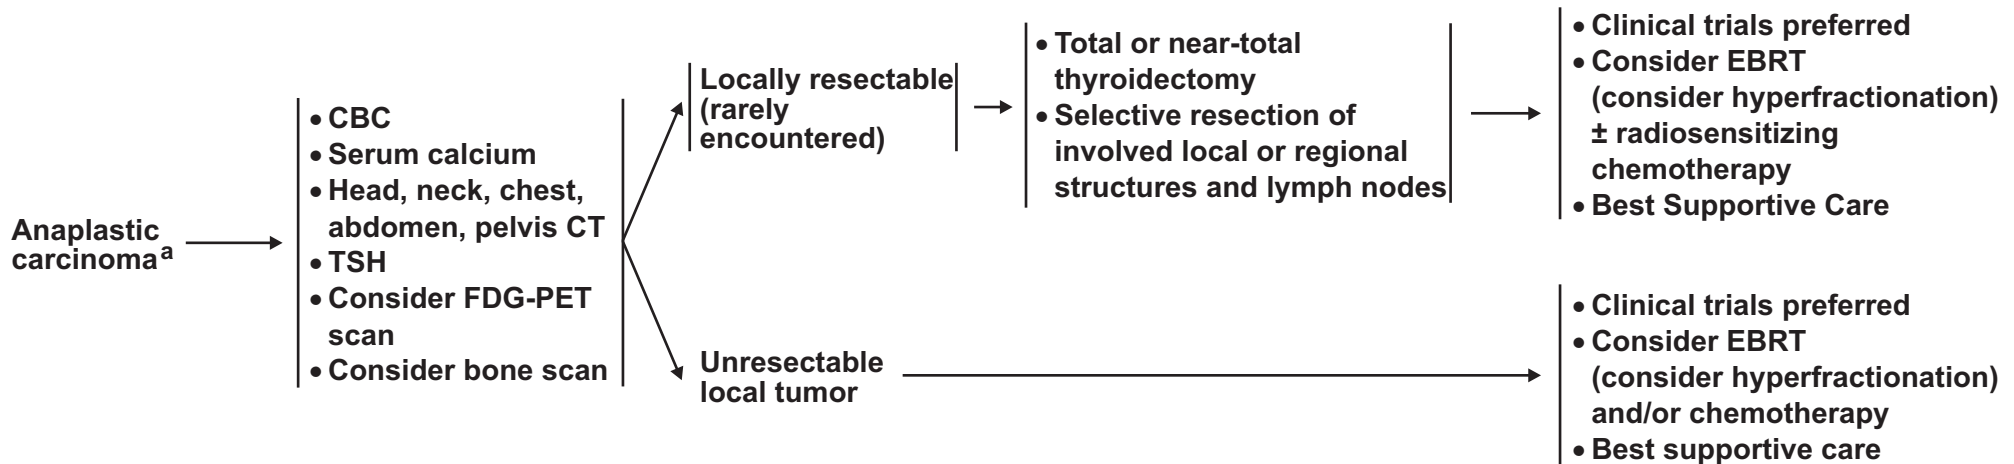 Anaplastic
carcinomaa
• CBC
• Serum calcium
• Head, neck, chest,
abdomen, pelvis CT
• TSH
• Consider FDG-PET
scan
• Consider bone scan
Locally resectable
(rarely
encountered)
• Total or near-total
thyroidectomy
• Selective resection of
involved local or regional
structures and lymph nodes
• Clinical trials preferred
• Consider EBRT
(consider hyperfractionation)
± radiosensitizing
chemotherapy
• Best Supportive Care
Unresectable
local tumor
• Clinical trials preferred
• Consider EBRT
(consider hyperfractionation)
and/or chemotherapy
• Best supportive care